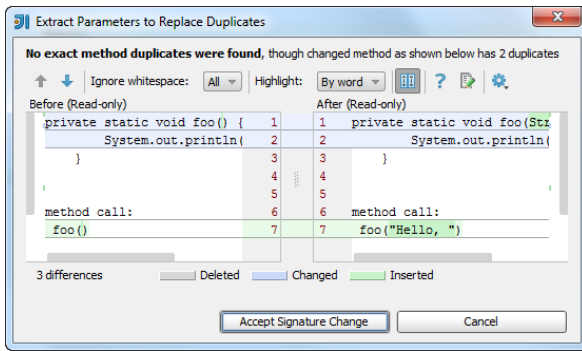 Extract Parameters to Replace Duplicates
No exact method duplicates were found, though changed method as shown below has 2 duplicates
Ignore whitespace: All Highlight: By word ?
Before (Read-only) After (Read-only)
private static void foo() { 1 1 private static void foo(Str
System.out.println( 2 2 System.out.println(
} 3 3 }
4 4
5 5
method call: 6 6 method call:
foo() 7 7 foo("Hello, ")
3 differences Deleted Changed Inserted
Accept Signature Change Cancel